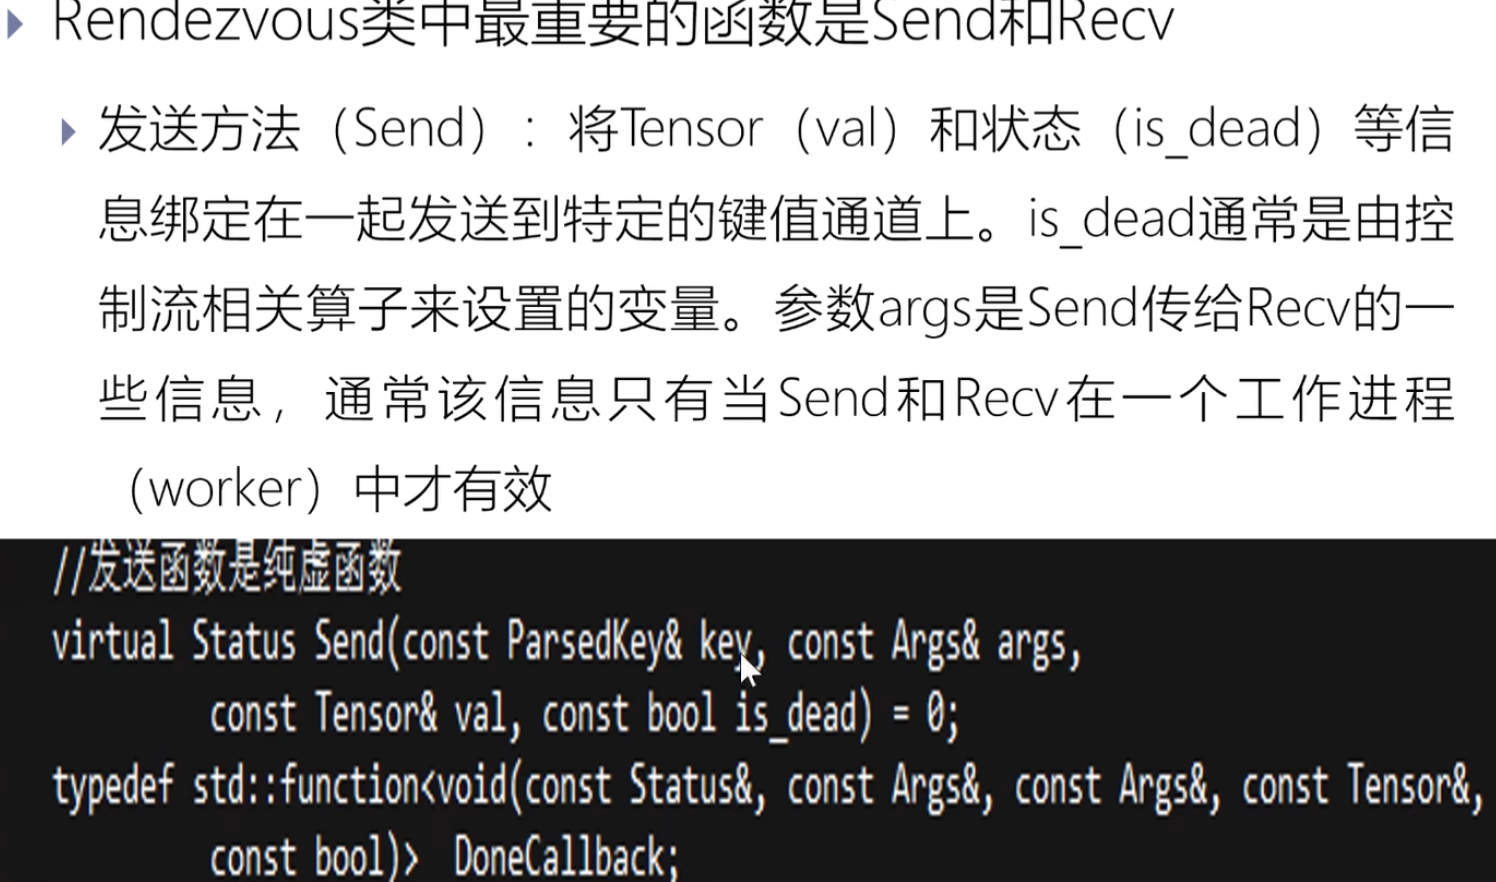 Rendezvous类中最重要的函数是Send和Recv
发送方法（Send）：将Tensor（val）和状态（is_dead）等信
息绑定在一起发送到特定的键值通道上。is_dead通常是由控
制流相关算子来设置的变量。参数args是Send传给Recv的一
些信息，通常该信息只有当Send和Recv在一个工作进程
（worker）中才有效
//发送函数是纯虚函数
virtual Status Send(const ParsedKey& key, const Args& args,
const Tensor& val, const bool is_dead) = 0;
typedef std::function<void(const Status&, const Args&, const Args&, const Tensor&,
const bool)> DoneCallback;